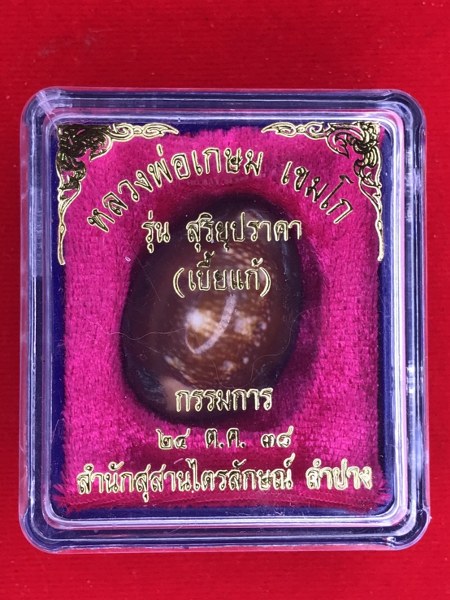 หลวงพ่อเกษม เขมโก
รุ่น สุริยุปราคา
(เบี้ยแก้)
กรรมการ
๒๔ ต.ค. ๓๘
สำนักสุสานไตรลักษณ์ ลำปาง